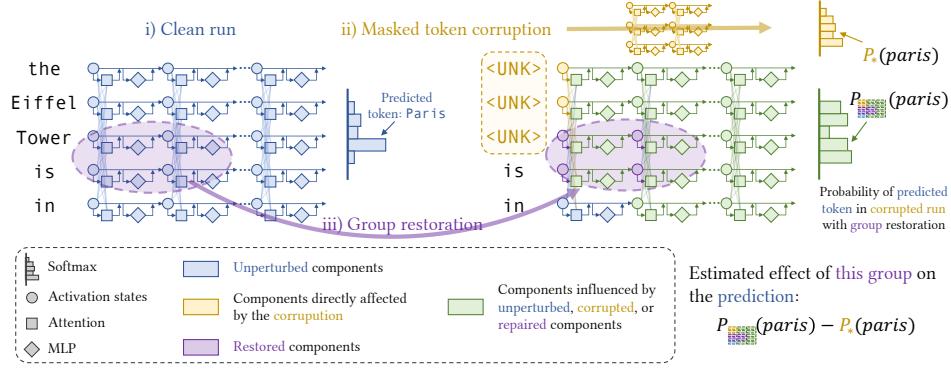 i) Clean run
ii) Masked token corruption
the
Eiffel
Tower
is
in
Predicted
token: Paris
<UNK>
<UNK>
<UNK>
is
in
P*(paris)
P(paris)
Probability of predicted
token in corrupted run
with group restoration
iii) Group restoration
Softmax
Activation states
Attention
MLP
Unperturbed components
Components directly affected
by the corrupution
Restored components
Components influenced by
unperturbed, corrupted, or
repaired components
Estimated effect of this group on
the prediction:
P(paris) − P*(paris)